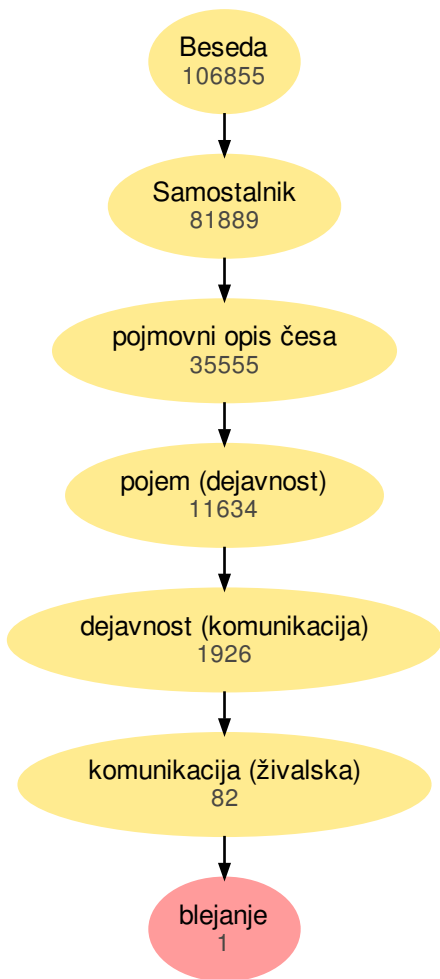 Beseda
106855
Samostalnik
81889
pojmovni opis česa
35555
pojem (dejavnost)
11634
dejavnost (komunikacija)
1926
komunikacija (živalska)
82
blejanje
1